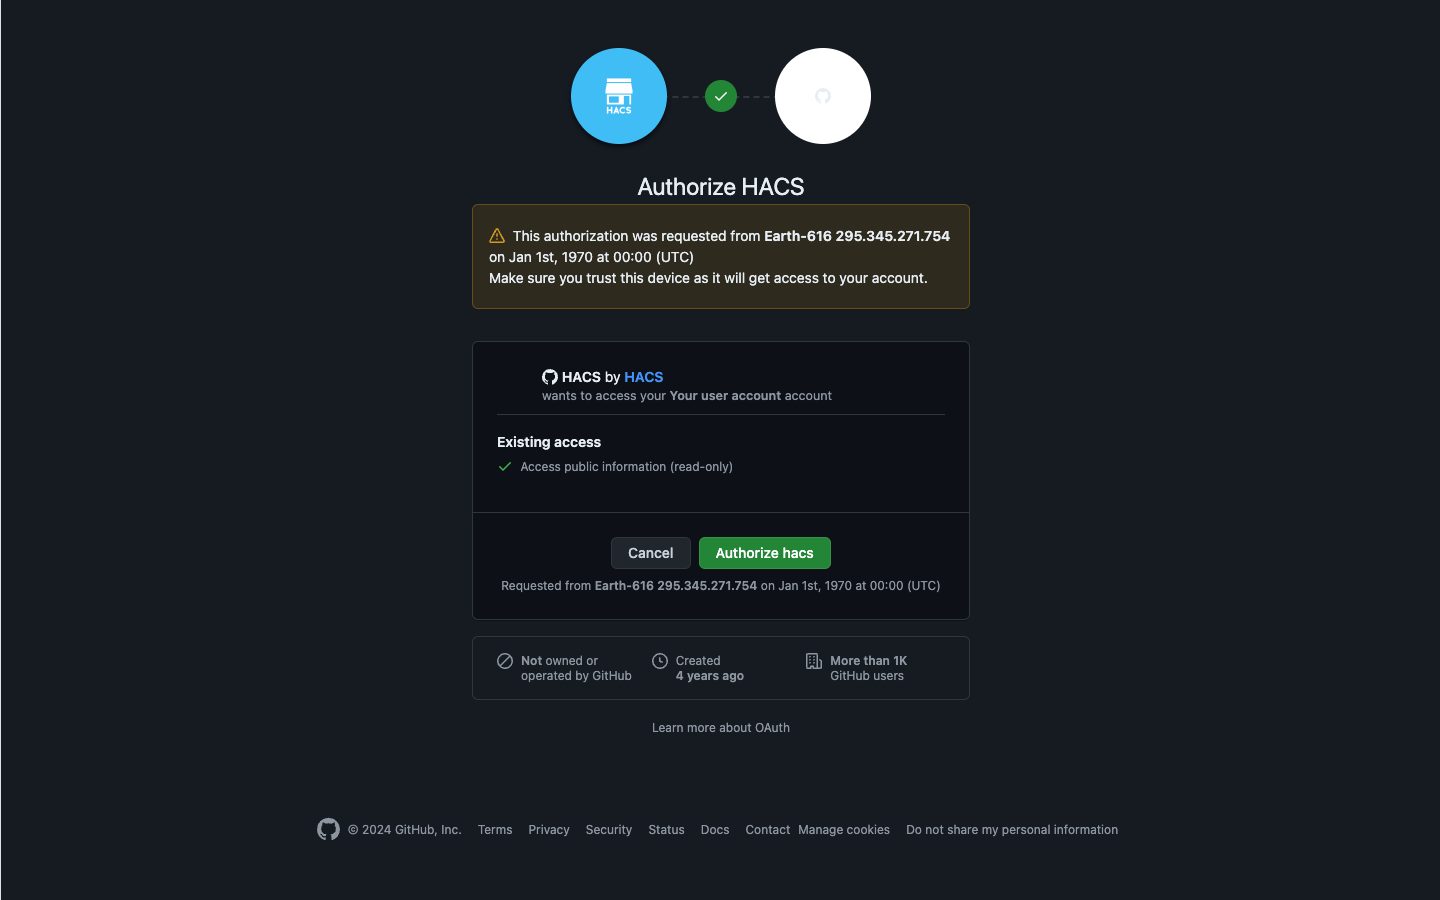 HACS
Authorize HACS
This authorization was requested from Earth-616 295.345.271.754
on Jan 1st, 1970 at 00:00 (UTC)
Make sure you trust this device as it will get access to your account.
HACS by HACS
wants to access your Your user account account
Existing access
Access public information (read-only)
Cancel
Authorize hacs
Requested from Earth-616 295.345.271.754 on Jan 1st, 1970 at 00:00 (UTC)
Not owned or
operated by GitHub
Created
4 years ago
More than 1K
GitHub users
Learn more about OAuth
© 2024 GitHub, Inc. Terms Privacy Security Status Docs Contact Manage cookies Do not share my personal information